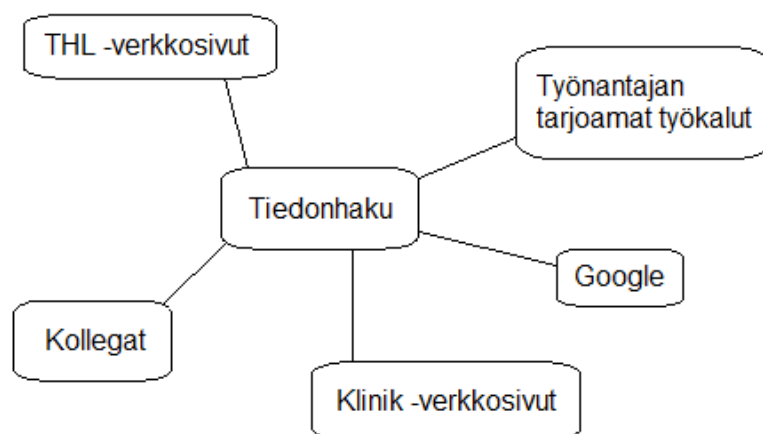 THL -verkkosivut
Työnantajan
tarjoamat työkalut
Tiedonhaku
Google
Kollegat
Klinik -verkkosivut